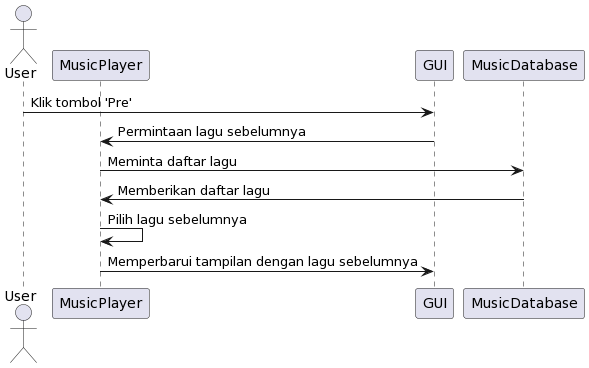 User
MusicPlayer
GUI
MusicDatabase
Klik tombol 'Pre'
Permintaan lagu sebelumnya
Meminta daftar lagu
Memberikan daftar lagu
Pilih lagu sebelumnya
Memperbarui tampilan dengan lagu sebelumnya
User
MusicPlayer
GUI
MusicDatabase